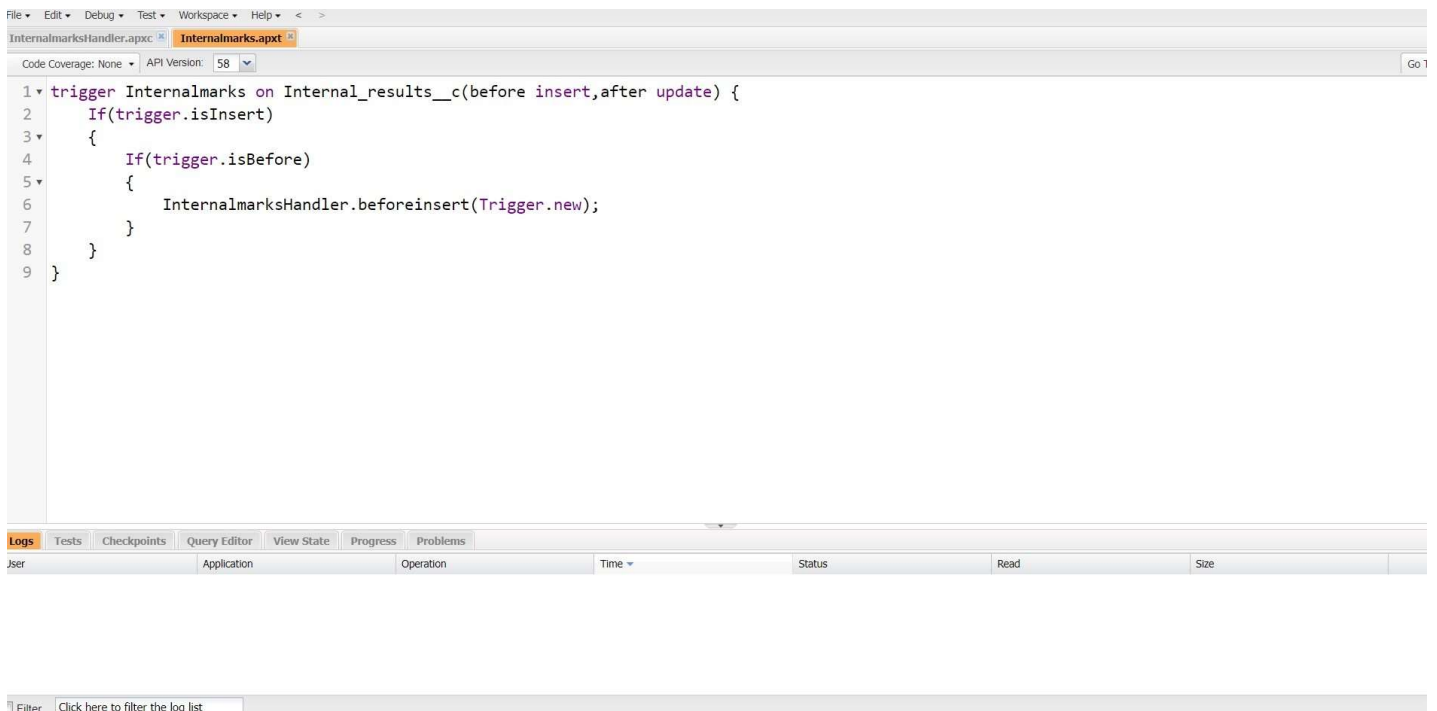 File Edit Debug Test Workspace Help < >
InternalmarksHandler.apxc Internalmarks.apxt
Code Coverage: None API Version: 58 Go T
1 trigger Internalmarks on Internal_results__c(before insert,after update) {
2 If(trigger.isInsert)
3 {
4 If(trigger.isBefore)
5 {
6 InternalmarksHandler.beforeinsert(Trigger.new);
7 }
8 }
9 }
Logs Tests Checkpoints Query Editor View State Progress Problems
User Application Operation Time Status Read Size
Filter Click here to filter the log list